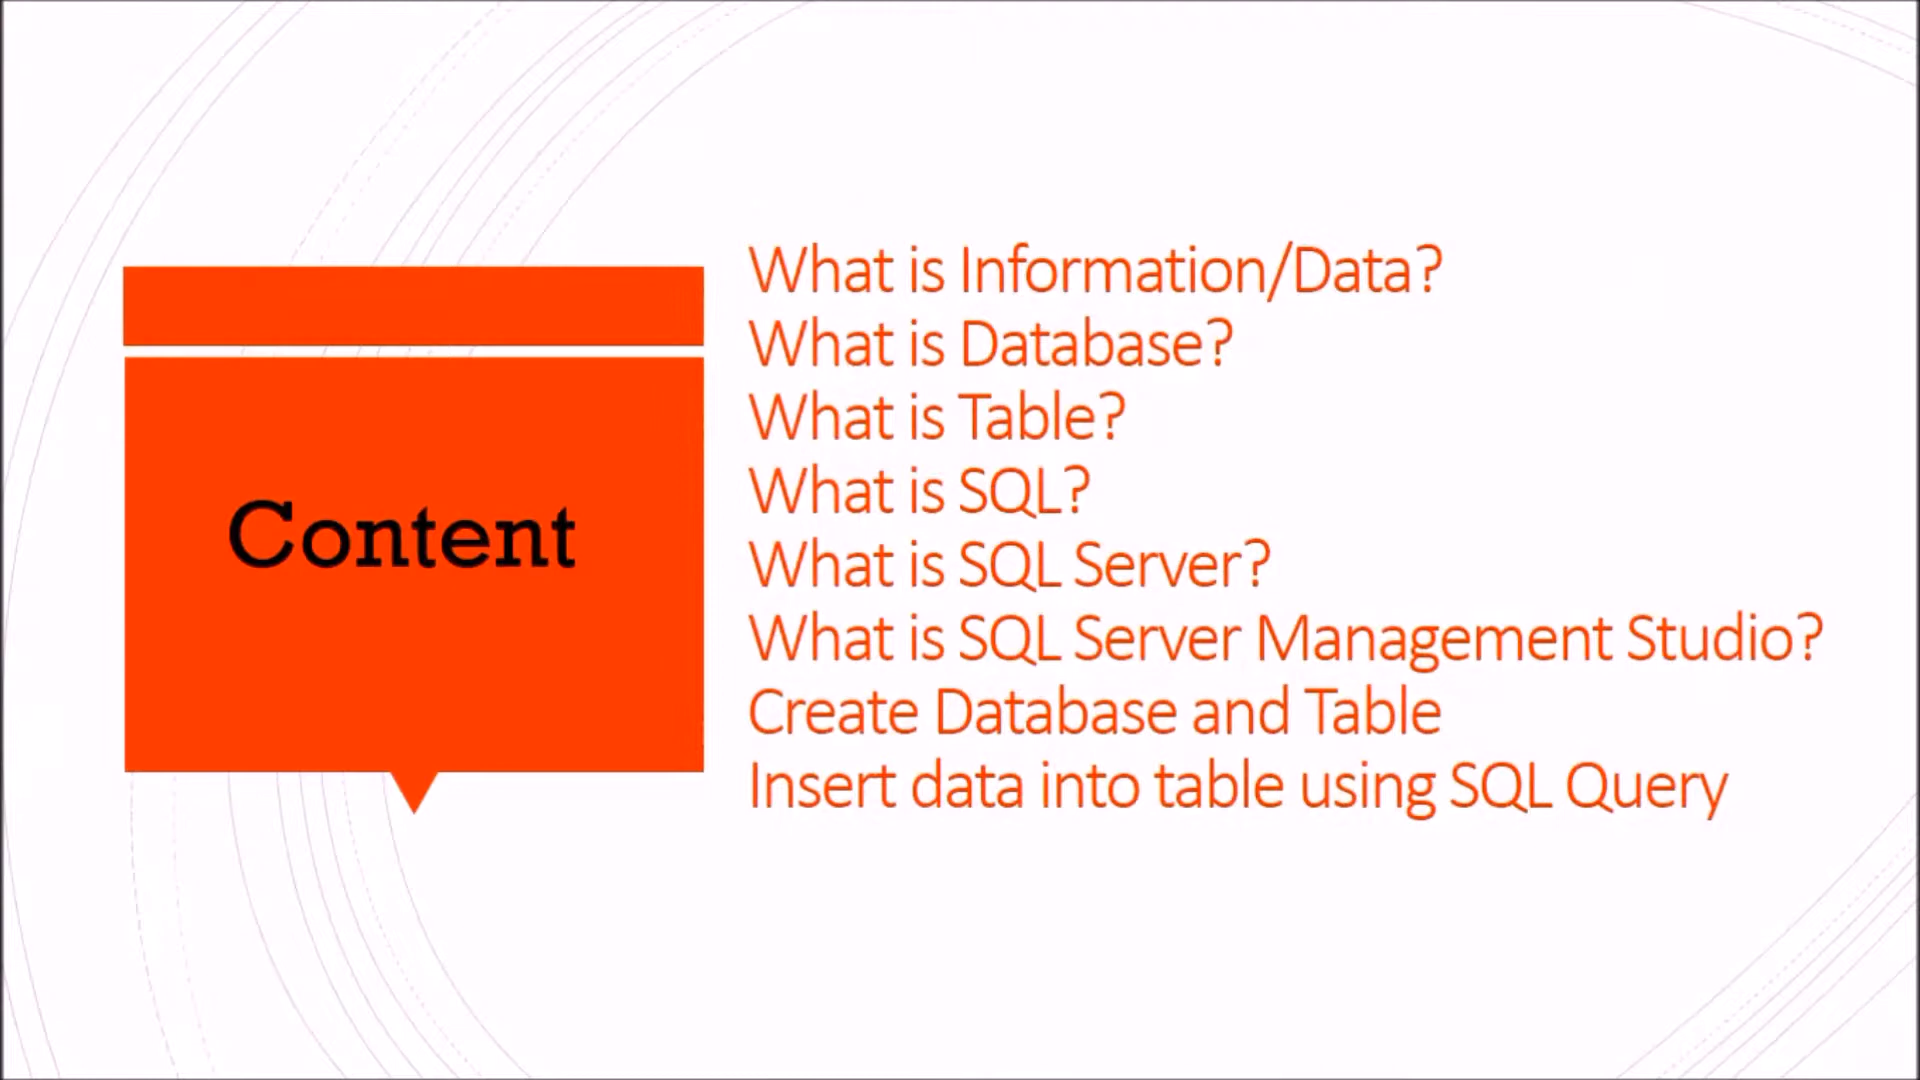 Content
What is Information/Data?
What is Database?
What is Table?
What is SQL?
What is SQL Server?
What is SQL Server Management Studio?
Create Database and Table
Insert data into table using SQL Query